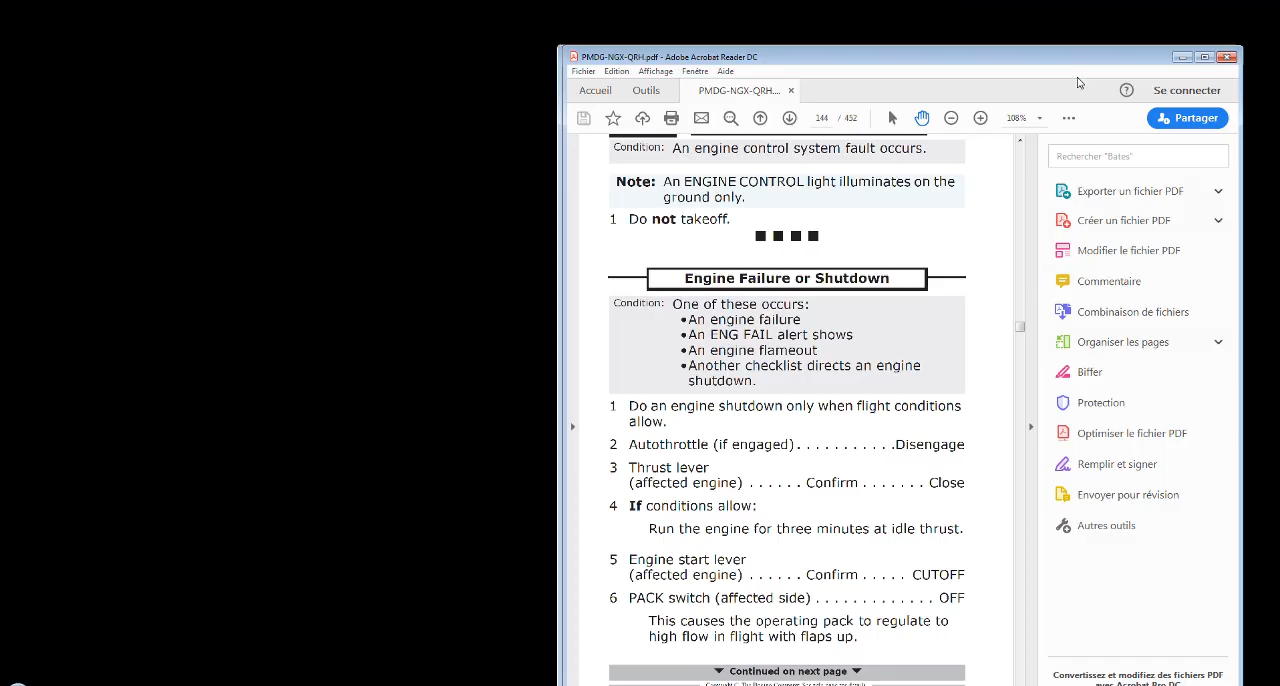 PMDG-NGX-QRH.pdf - Adobe Acrobat Reader DC
Fichier Edition Affichage Fenêtre Aide
Accueil Outils PMDG-NGX-QRH.... × Se connecter
144 / 452 108% Partager
Condition: An engine control system fault occurs.
Note: An ENGINE CONTROL light illuminates on the
ground only.
1 Do not takeoff.
Engine Failure or Shutdown
Condition: One of these occurs:
•An engine failure
•An ENG FAIL alert shows
•An engine flameout
•Another checklist directs an engine
shutdown.
1 Do an engine shutdown only when flight conditions
allow.
2 Autothrottle (if engaged) . . . . . . . . . . .Disengage
3 Thrust lever
(affected engine) . . . . . . Confirm . . . . . . . Close
4 If conditions allow:
Run the engine for three minutes at idle thrust.
5 Engine start lever
(affected engine) . . . . . . Confirm . . . . . CUTOFF
6 PACK switch (affected side) . . . . . . . . . . . . OFF
This causes the operating pack to regulate to
high flow in flight with flaps up.
▼ Continued on next page ▼
Rechercher "Bates"
Exporter un fichier PDF
Créer un fichier PDF
Modifier le fichier PDF
Commentaire
Combinaison de fichiers
Organiser les pages
Biffer
Protection
Optimiser le fichier PDF
Remplir et signer
Envoyer pour révision
Autres outils
Convertissez et modifiez des fichiers PDF
avec Acrobat Pro DC